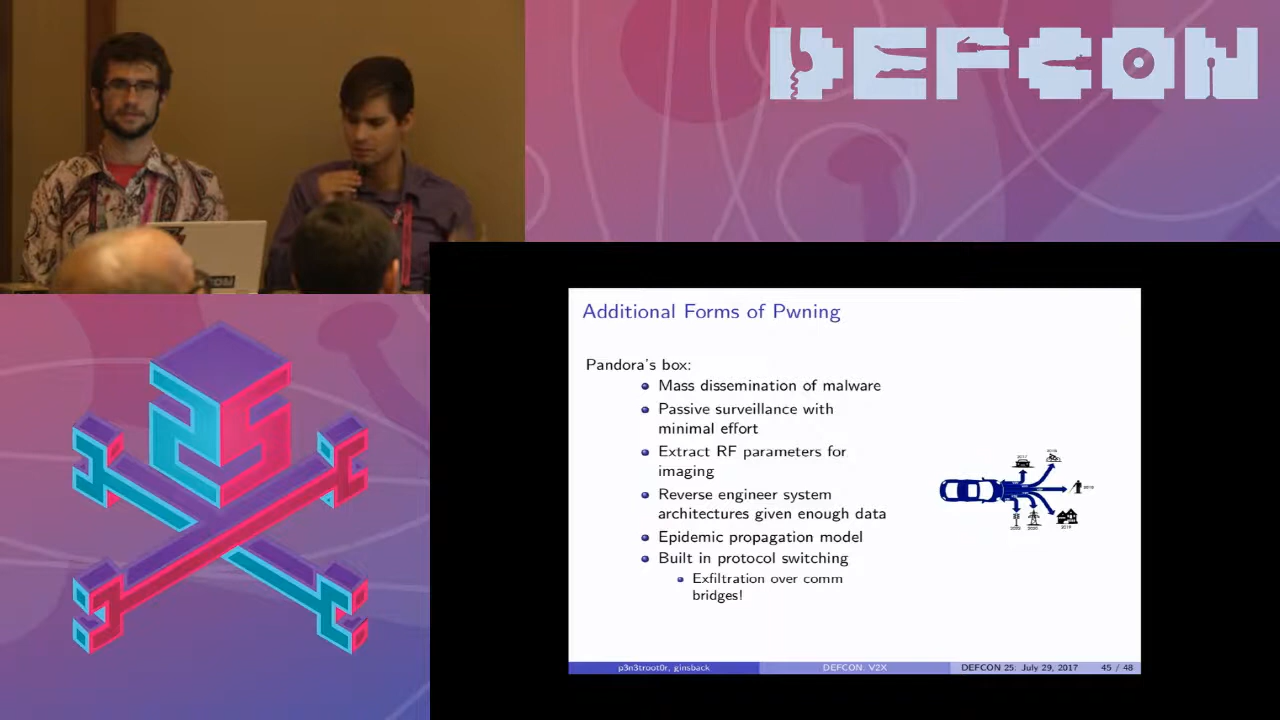 DEFCON
Additional Forms of Pwning
Pandora's box:
Mass dissemination of malware
Passive surveillance with
minimal effort
Extract RF parameters for
imaging
Reverse engineer system
architectures given enough data
Epidemic propagation model
Built in protocol switching
Exfiltration over comm
bridges!
p3n3troot0r, ginsback
DEFCON: V2X
DEFCON 25: July 29, 2017
45 / 48